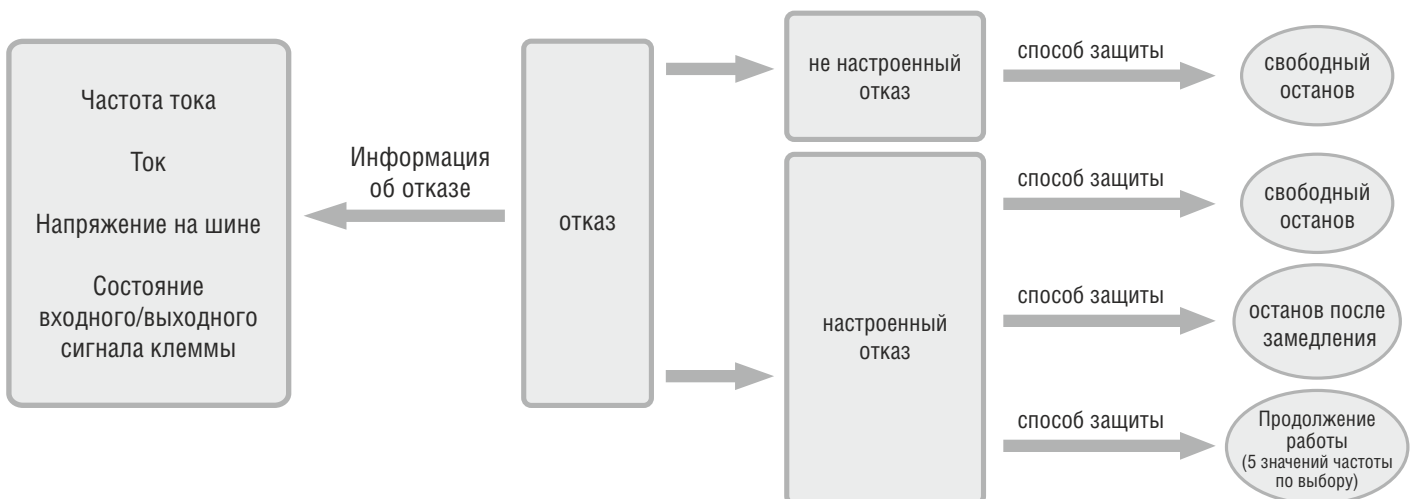 Частота тока
Ток
Напряжение на шине
Состояние
входного/выходного
сигнала клеммы
Информация
об отказе
отказ
не настроенный
отказ
способ защиты
свободный
останов
настроенный
отказ
способ защиты
свободный
останов
способ защиты
останов после
замедления
способ защиты
Продолжение
работы
(5 значений частоты
по выбору)